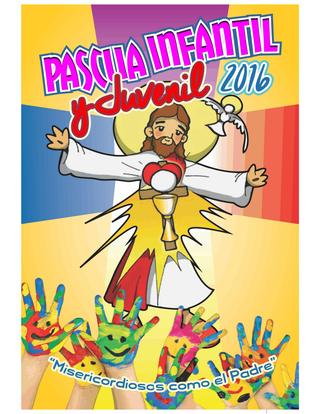 PASCUA INFANTIL
y Juvenil 2016
"Misericordiosos como el Padre"